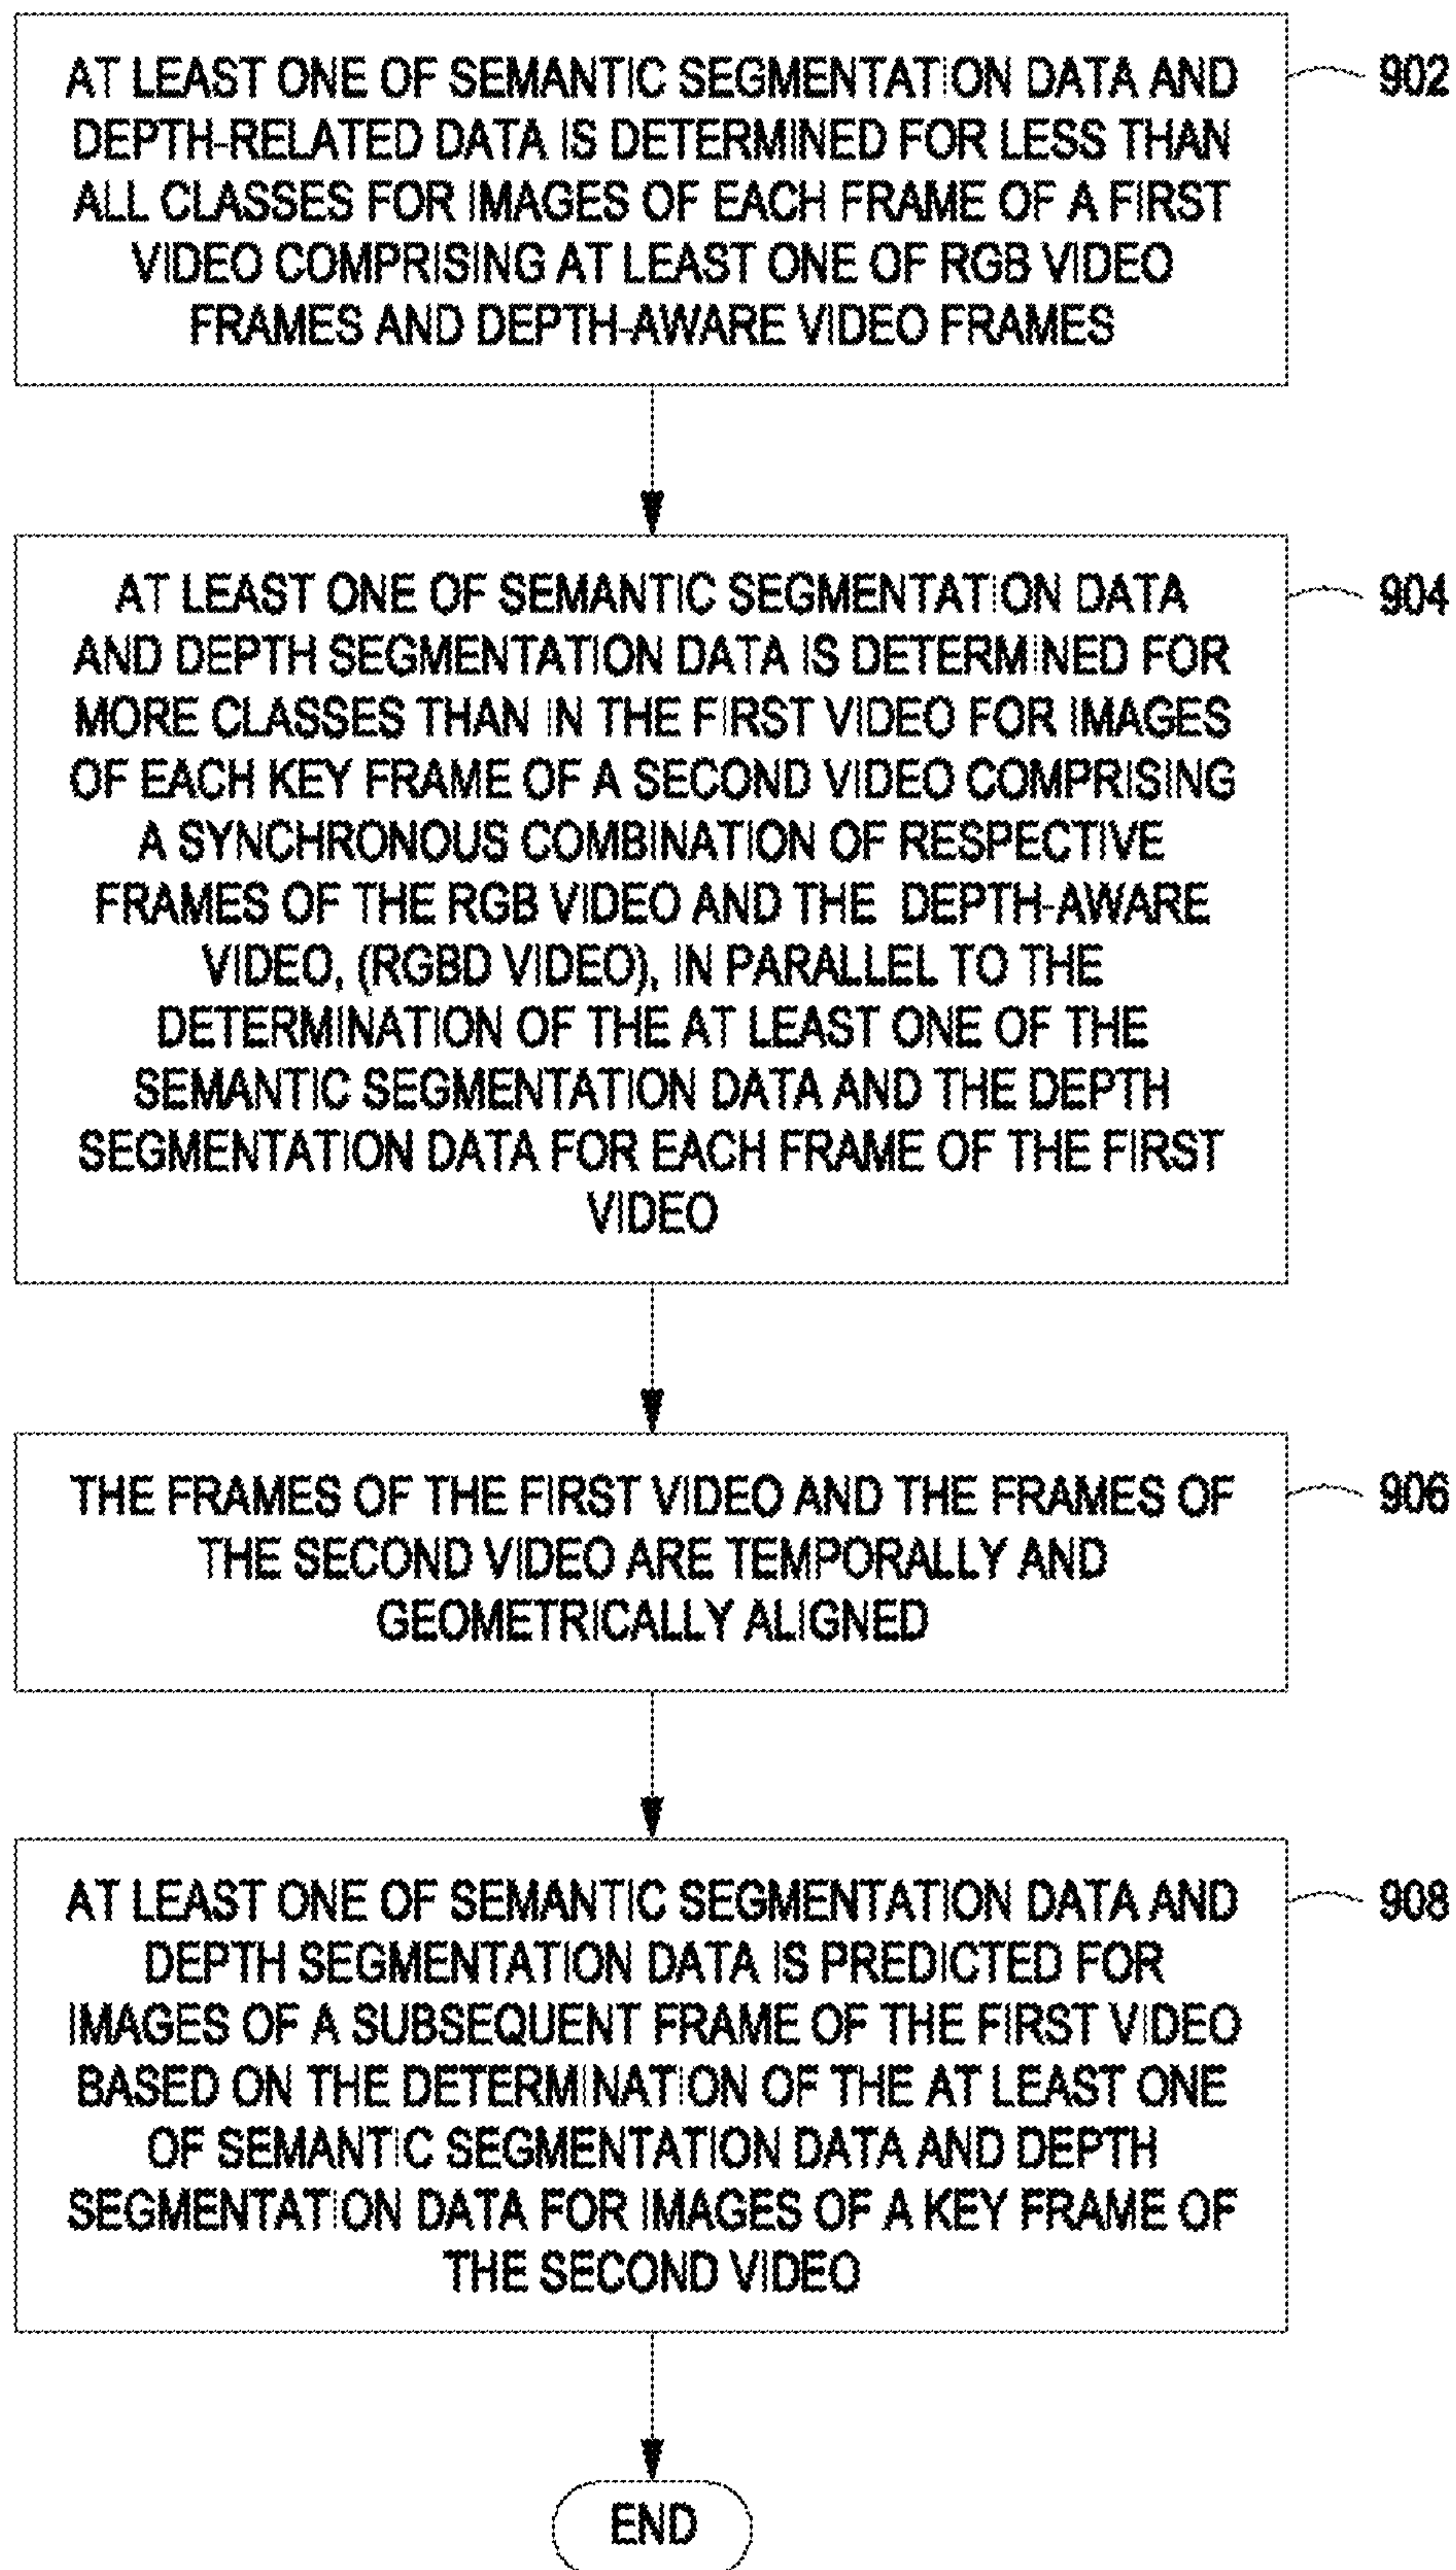 AT LEAST ONE OF SEMANTIC SEGMENTATION DATA AND
DEPTH-RELATED DATA IS DETERMINED FOR LESS THAN
ALL CLASSES FOR IMAGES OF EACH FRAME OF A FIRST
VIDEO COMPRISING AT LEAST ONE OF RGB VIDEO
FRAMES AND DEPTH-AWARE VIDEO FRAMES
902
AT LEAST ONE OF SEMANTIC SEGMENTATION DATA
AND DEPTH SEGMENTATION DATA IS DETERMINED FOR
MORE CLASSES THAN IN THE FIRST VIDEO FOR IMAGES
OF EACH KEY FRAME OF A SECOND VIDEO COMPRISING
A SYNCHRONOUS COMBINATION OF RESPECTIVE
FRAMES OF THE RGB VIDEO AND THE DEPTH-AWARE
VIDEO, (RGBD VIDEO), IN PARALLEL TO THE
DETERMINATION OF THE AT LEAST ONE OF THE
SEMANTIC SEGMENTATION DATA AND THE DEPTH
SEGMENTATION DATA FOR EACH FRAME OF THE FIRST
VIDEO
904
THE FRAMES OF THE FIRST VIDEO AND THE FRAMES OF
THE SECOND VIDEO ARE TEMPORALLY AND
GEOMETRICALLY ALIGNED
906
AT LEAST ONE OF SEMANTIC SEGMENTATION DATA AND
DEPTH SEGMENTATION DATA IS PREDICTED FOR
IMAGES OF A SUBSEQUENT FRAME OF THE FIRST VIDEO
BASED ON THE DETERMINATION OF THE AT LEAST ONE
OF SEMANTIC SEGMENTATION DATA AND DEPTH
SEGMENTATION DATA FOR IMAGES OF A KEY FRAME OF
THE SECOND VIDEO
908
END